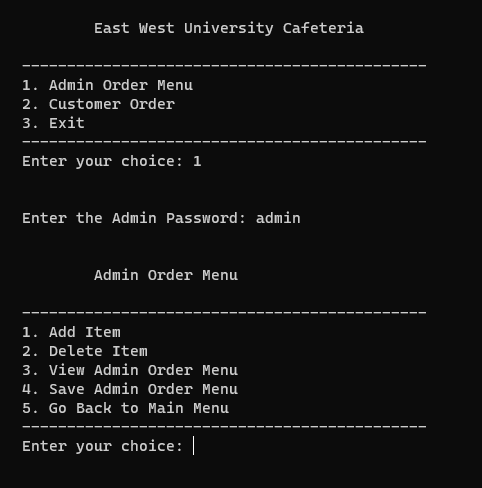 East West University Cafeteria
---------------------------------------------
1. Admin Order Menu
2. Customer Order
3. Exit
---------------------------------------------
Enter your choice: 1
Enter the Admin Password: admin
Admin Order Menu
---------------------------------------------
1. Add Item
2. Delete Item
3. View Admin Order Menu
4. Save Admin Order Menu
5. Go Back to Main Menu
---------------------------------------------
Enter your choice: